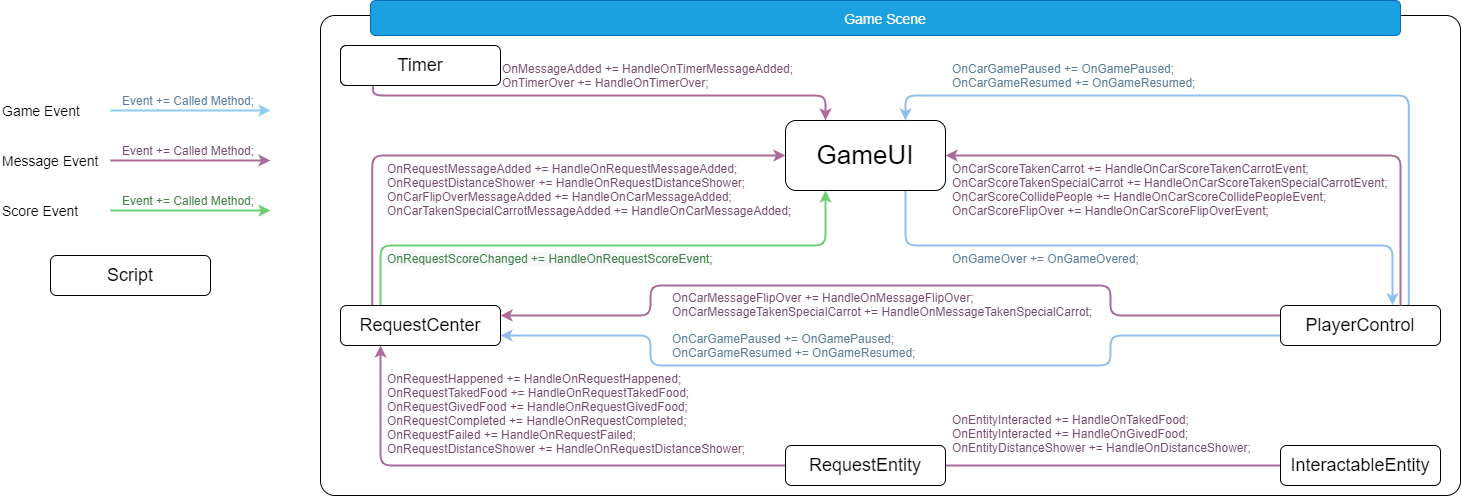 Game Scene
Timer
OnMessageAdded += HandleOnTimerMessageAdded;
OnTimerOver += HandleOnTimerOver;
OnCarGamePaused += OnGamePaused;
OnCarGameResumed += OnGameResumed;
Game Event
Event += Called Method;
Message Event
Event += Called Method;
Score Event
Event += Called Method;
Script
GameUI
OnRequestMessageAdded += HandleOnRequestMessageAdded;
OnRequestDistanceShower += HandleOnRequestDistanceShower;
OnCarFlipOverMessageAdded += HandleOnCarMessageAdded;
OnCarTakenSpecialCarrotMessageAdded += HandleOnCarMessageAdded;
OnCarScoreTakenCarrot += HandleOnCarScoreTakenCarrotEvent;
OnCarScoreTakenSpecialCarrot += HandleOnCarScoreTakenSpecialCarrotEvent;
OnCarScoreCollidePeople += HandleOnCarScoreCollidePeopleEvent;
OnCarScoreFlipOver += HandleOnCarScoreFlipOverEvent;
OnRequestScoreChanged += HandleOnRequestScoreEvent;
OnGameOver += OnGameOvered;
RequestCenter
OnCarMessageFlipOver += HandleOnMessageFlipOver;
OnCarMessageTakenSpecialCarrot += HandleOnMessageTakenSpecialCarrot;
OnCarGamePaused += OnGamePaused;
OnCarGameResumed += OnGameResumed;
PlayerControl
OnRequestHappened += HandleOnRequestHappened;
OnRequestTakedFood += HandleOnRequestTakedFood;
OnRequestGivedFood += HandleOnRequestGivedFood;
OnRequestCompleted += HandleOnRequestCompleted;
OnRequestFailed += HandleOnRequestFailed;
OnRequestDistanceShower += HandleOnRequestDistanceShower;
RequestEntity
OnEntityInteracted += HandleOnTakedFood;
OnEntityInteracted += HandleOnGivedFood;
OnEntityDistanceShower += HandleOnDistanceShower;
InteractableEntity